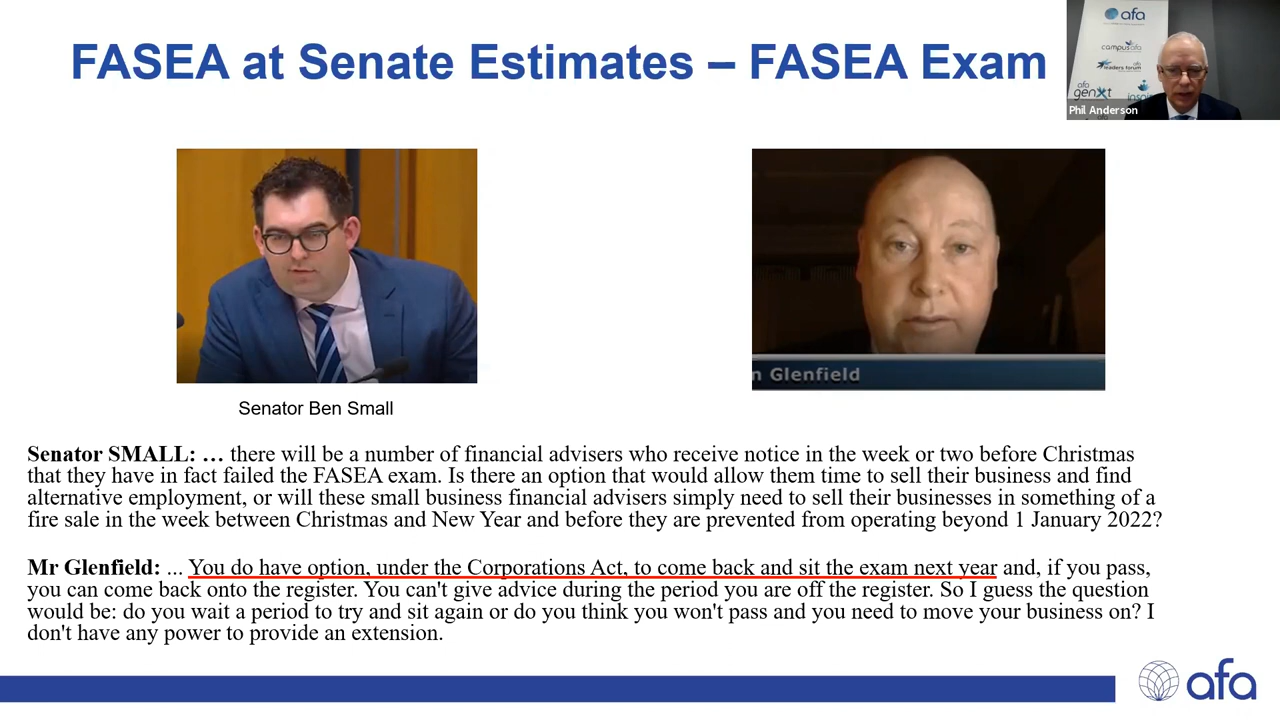 FASEA at Senate Estimates – FASEA Exam
afa
campusafa
afa
leaders forum
afa
genxt
inspire
Phil Anderson
n Glenfield
Senator Ben Small
Senator SMALL: … there will be a number of financial advisers who receive notice in the week or two before Christmas
that they have in fact failed the FASEA exam. Is there an option that would allow them time to sell their business and find
alternative employment, or will these small business financial advisers simply need to sell their businesses in something of a
fire sale in the week between Christmas and New Year and before they are prevented from operating beyond 1 January 2022?
Mr Glenfield: ... You do have option, under the Corporations Act, to come back and sit the exam next year and, if you pass,
you can come back onto the register. You can't give advice during the period you are off the register. So I guess the question
would be: do you wait a period to try and sit again or do you think you won't pass and you need to move your business on? I
don't have any power to provide an extension.
afa